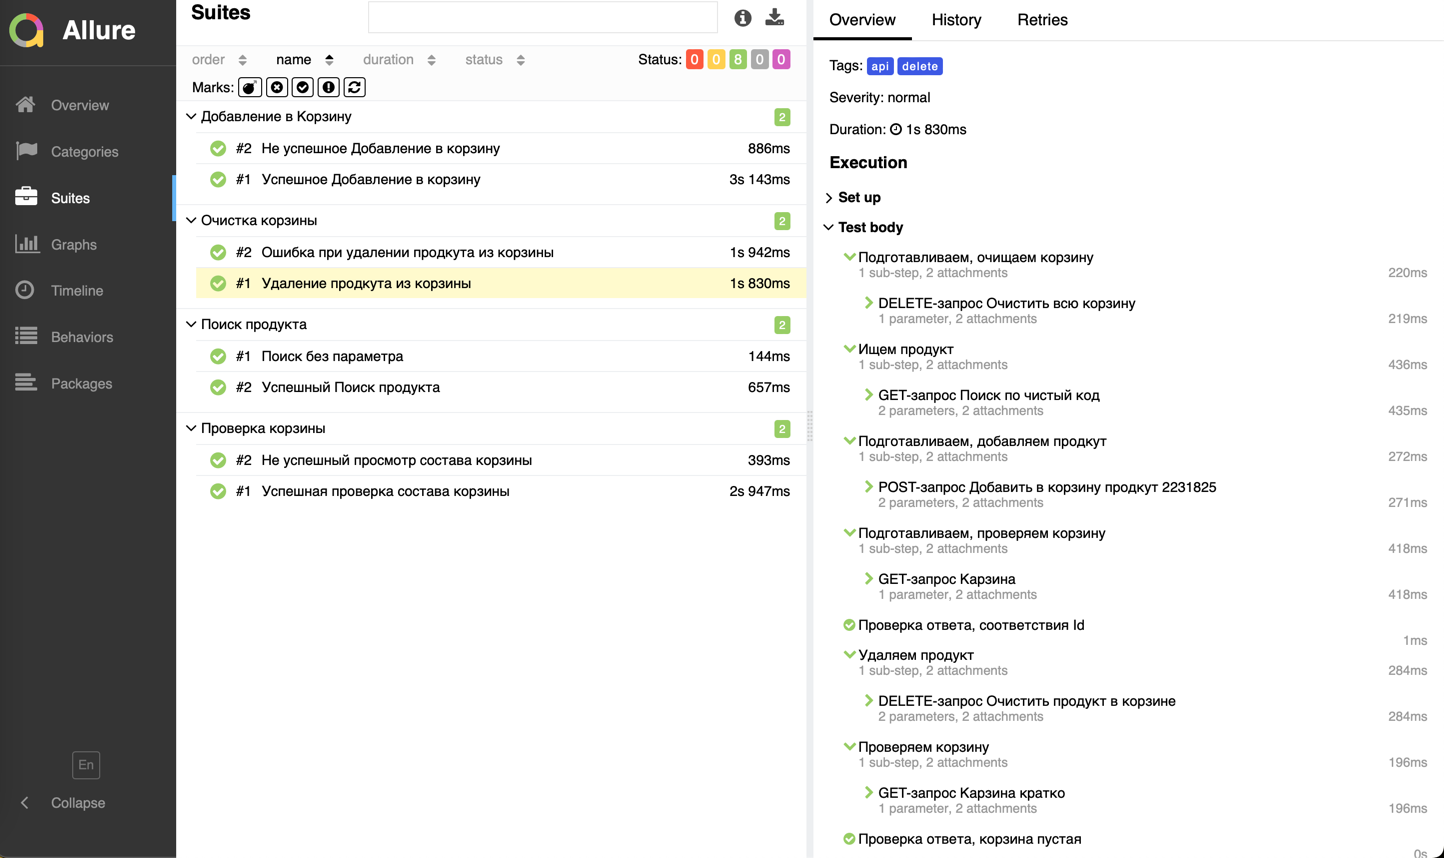 Allure
Overview
Categories
Suites
Graphs
Timeline
Behaviors
Packages
En
Collapse
Suites
order name duration status Status: 0 0 8 0 0
Marks:
Добавление в Корзину 2
#2 Не успешное Добавление в корзину 886ms
#1 Успешное Добавление в корзину 3s 143ms
Очистка корзины 2
#2 Ошибка при удалении продкута из корзины 1s 942ms
#1 Удаление продкута из корзины 1s 830ms
Поиск продукта 2
#1 Поиск без параметра 144ms
#2 Успешный Поиск продукта 657ms
Проверка корзины 2
#2 Не успешный просмотр состава корзины 393ms
#1 Успешная проверка состава корзины 2s 947ms
Overview History Retries
Tags: api delete
Severity: normal
Duration: 1s 830ms
Execution
Set up
Test body
Подготавливаем, очищаем корзину
1 sub-step, 2 attachments 220ms
DELETE-запрос Очистить всю корзину
1 parameter, 2 attachments 219ms
Ищем продукт
1 sub-step, 2 attachments 436ms
GET-запрос Поиск по чистый код
2 parameters, 2 attachments 435ms
Подготавливаем, добавляем продкут
1 sub-step, 2 attachments 272ms
POST-запрос Добавить в корзину продкут 2231825
2 parameters, 2 attachments 271ms
Подготавливаем, проверяем корзину
1 sub-step, 2 attachments 418ms
GET-запрос Карзина
1 parameter, 2 attachments 418ms
Проверка ответа, соответствия Id
1ms
Удаляем продукт
1 sub-step, 2 attachments 284ms
DELETE-запрос Очистить продукт в корзине
2 parameters, 2 attachments 284ms
Проверяем корзину
1 sub-step, 2 attachments 196ms
GET-запрос Карзина кратко
1 parameter, 2 attachments 196ms
Проверка ответа, корзина пустая
0s